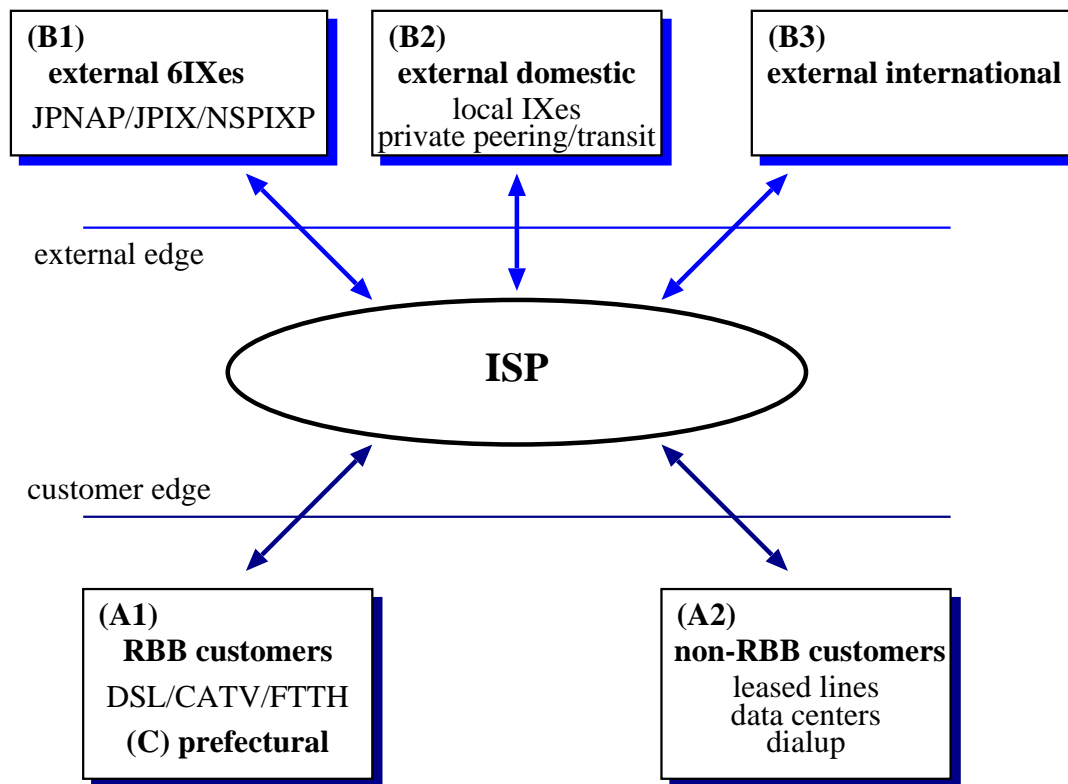 (B1)
external 6IXes
JPNAP/JPIX/NSPIXP
(B2)
external domestic
local IXes
private peering/transit
(B3)
external international
external edge
ISP
customer edge
(A1)
RBB customers
DSL/CATV/FTTH
(C) prefectural
(A2)
non-RBB customers
leased lines
data centers
dialup